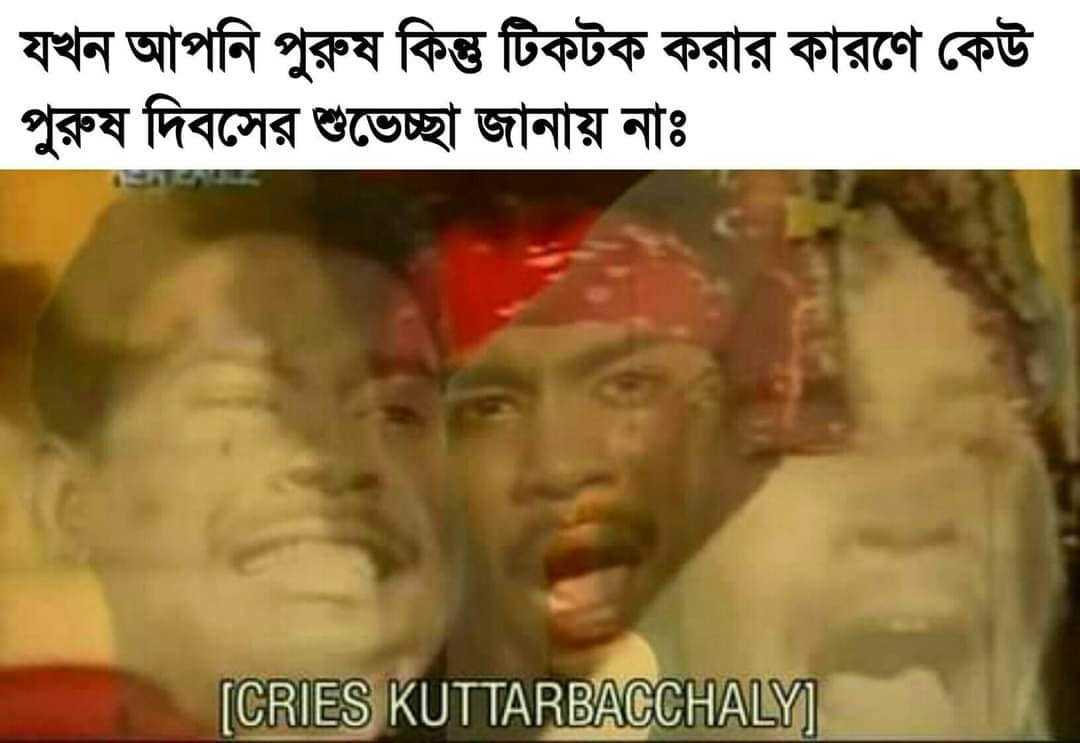 যখন আপনি পুরুষ কিন্তু টিকটক করার কারণে কেউ
পুরুষ দিবসের শুভেচ্ছা জানায় নাঃ
[CRIES KUTTARBACCHALY]